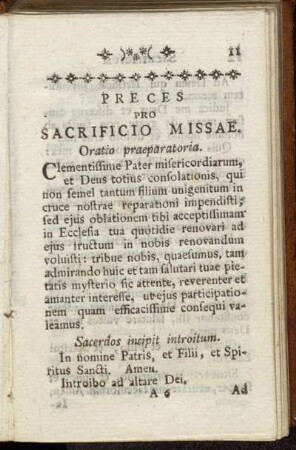 11
PRECES
PRO
SACRIFICIO MISSAE.
Oratio praeparatoria.
Clementissime Pater misericordiarum,
et Deus totius consolationis, qui
non semel tantum filium unigenitum in
cruce nostrae reparationi impendisti;
sed ejus oblationem tibi acceptissimam
in Ecclesia tua quotidie renovari ad
ejus fructum in nobis renovandum
voluisti: tribue nobis, quaesumus, tam
admirando huic et tam salutari tuae pie-
tatis mysterio sic attente, reverenter et
amanter interesse, ut ejus participatio-
nem quam efficacissime consequi va-
leamus.
Sacerdos incipit introitum.
In nomine Patris, et Filii, et Spi-
ritus Sancti. Amen.
Introibo ad altare Dei,
A 6 Ad